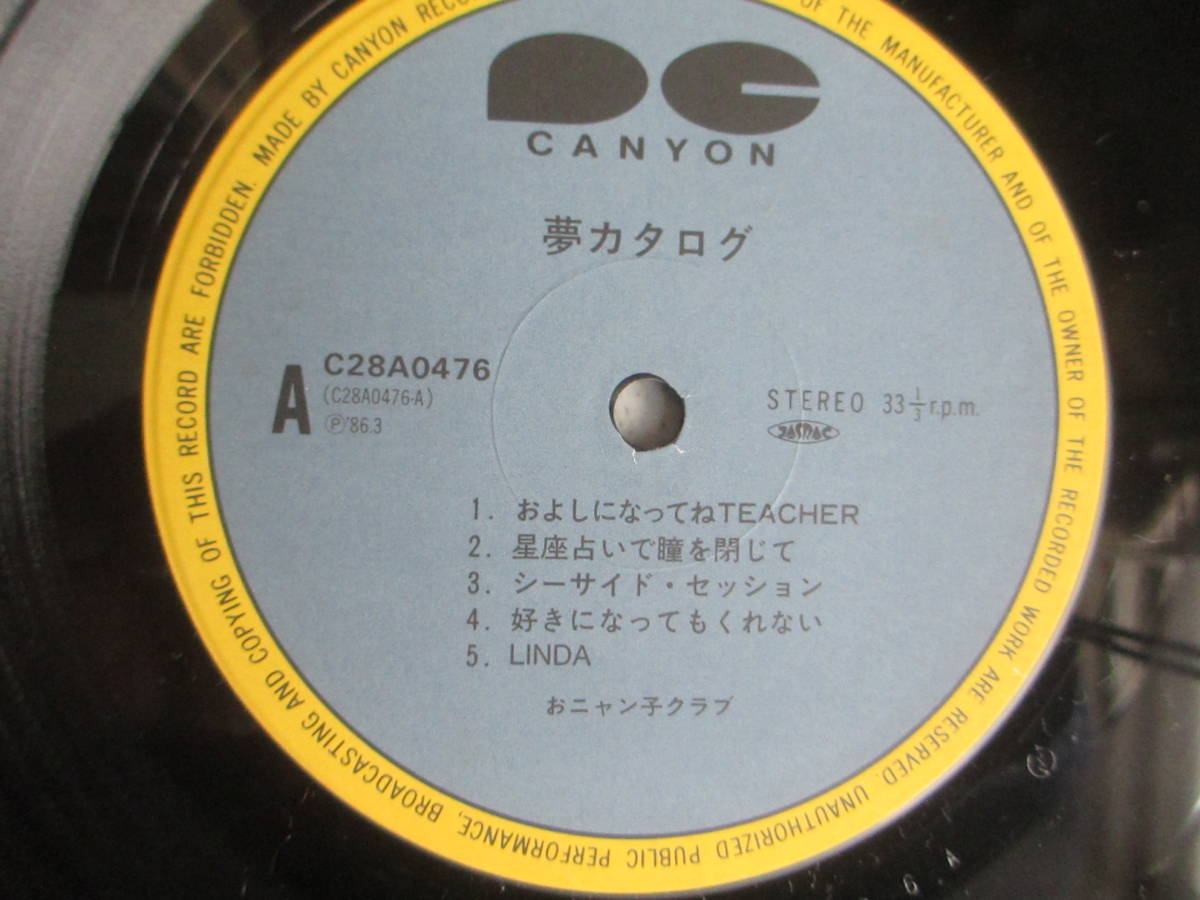 CANYON
夢カタログ
A
C28A0476
(C28A0476-A)
Ⓟ'86.3
STEREO 33 1/3 r.p.m.
JASRAC
1. およしになってねTEACHER
2. 星座占いで瞳を閉じて
3. シーサイド・セッション
4. 好きになってもくれない
5. LINDA
おニャン子クラブ
OF THE MANUFACTURER AND OF THE OWNER OF THE RECORDED WORK ARE RESERVED. UNAUTHORIZED PUBLIC PERFORMANCE, BROADCASTING AND COPYING OF THIS RECORD ARE FORBIDDEN. MADE BY CANYON
6 A